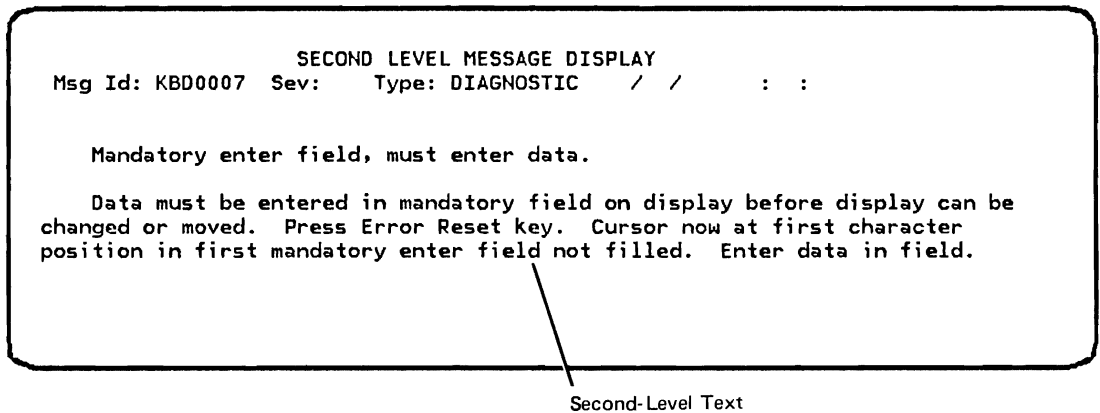 SECOND LEVEL MESSAGE DISPLAY
Msg Id: KBD0007  Sev:    Type: DIAGNOSTIC    /  /      :  :
Mandatory enter field, must enter data.
Data must be entered in mandatory field on display before display can be
changed or moved.  Press Error Reset key.  Cursor now at first character
position in first mandatory enter field not filled.  Enter data in field.
Second-Level Text